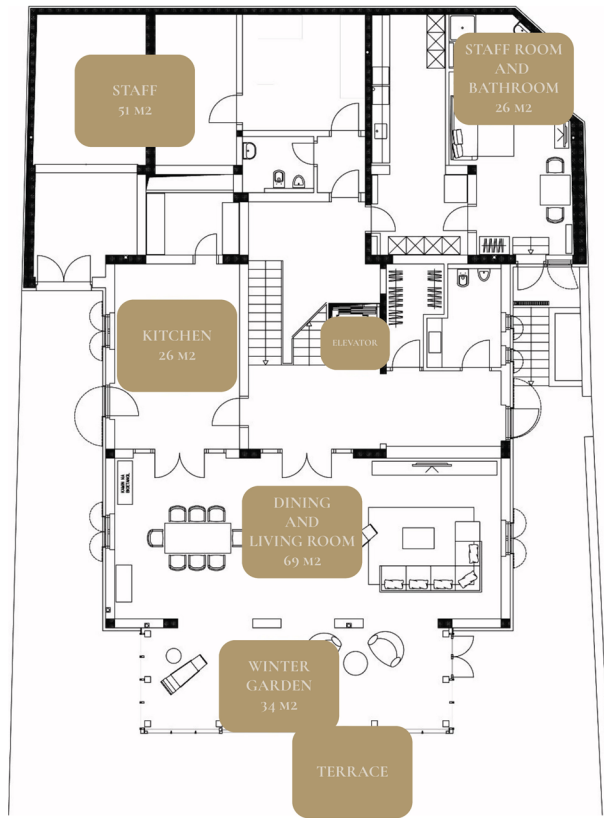 STAFF
51 M2
STAFF ROOM
AND
BATHROOM
26 M2
KITCHEN
26 M2
ELEVATOR
DINING
AND
LIVING ROOM
69 M2
WINTER
GARDEN
34 M2
TERRACE